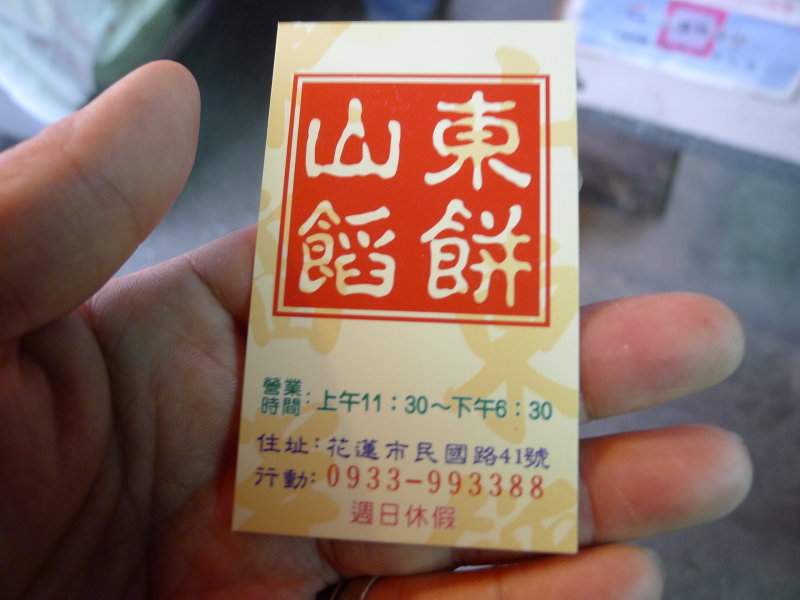 山東
餡餅
營業時間：上午11：30～下午6：30
住址：花蓮市民國路41號
行動：0933-993388
週日休假